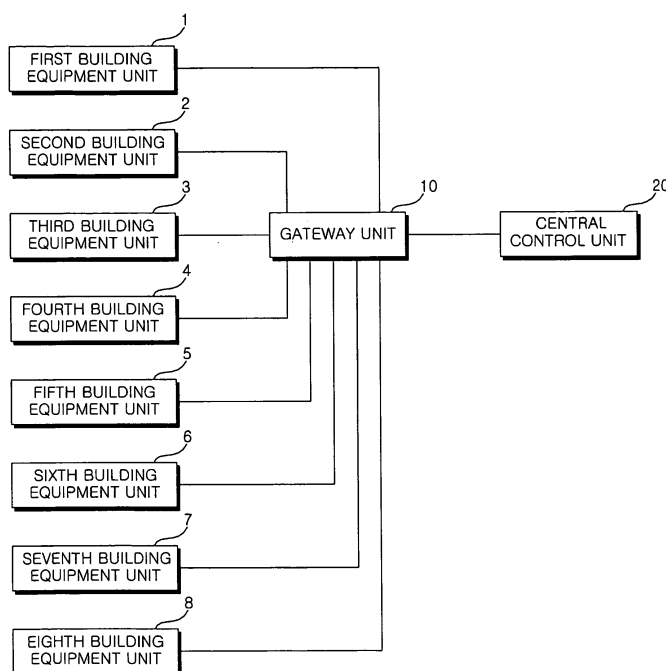 1
FIRST BUILDING
EQUIPMENT UNIT
2
SECOND BUILDING
EQUIPMENT UNIT
3
THIRD BUILDING
EQUIPMENT UNIT
10
GATEWAY UNIT
20
CENTRAL
CONTROL UNIT
4
FOURTH BUILDING
EQUIPMENT UNIT
5
FIFTH BUILDING
EQUIPMENT UNIT
6
SIXTH BUILDING
EQUIPMENT UNIT
7
SEVENTH BUILDING
EQUIPMENT UNIT
8
EIGHTH BUILDING
EQUIPMENT UNIT